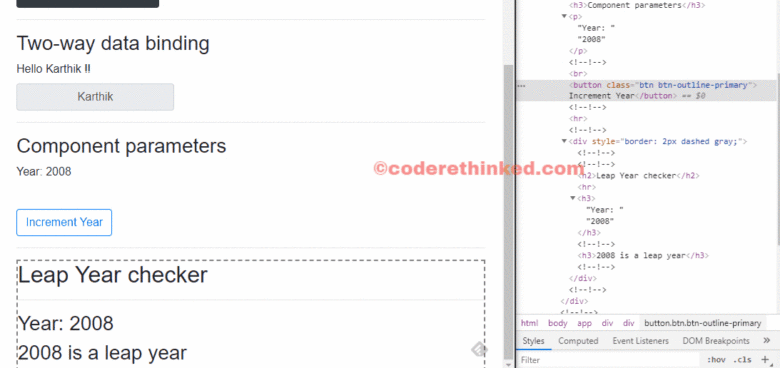 Two-way data binding
Hello Karthik !!
Karthik
Component parameters
Year: 2008
Increment Year
Leap Year checker
Year: 2008
2008 is a leap year
©coderethinked.com
<h3>Component parameters</h3>
▼<p>
"Year: "
"2008"
</p>
<!--!-->
<br>
<button class="btn btn-outline-primary">
Increment Year</button> == $0
<!--!-->
<hr>
<!--!-->
▼<div style="border: 2px dashed gray;">
<!--!-->
<!--!-->
<h2>Leap Year checker</h2>
<hr>
▼<h3>
"Year: "
"2008"
</h3>
<!--!-->
<h3>2008 is a leap year</h3>
</div>
<!--!-->
</div>
<!--!-->
html body app div div button.btn.btn-outline-primary
Styles Computed Event Listeners DOM Breakpoints »
Filter :hov .cls +